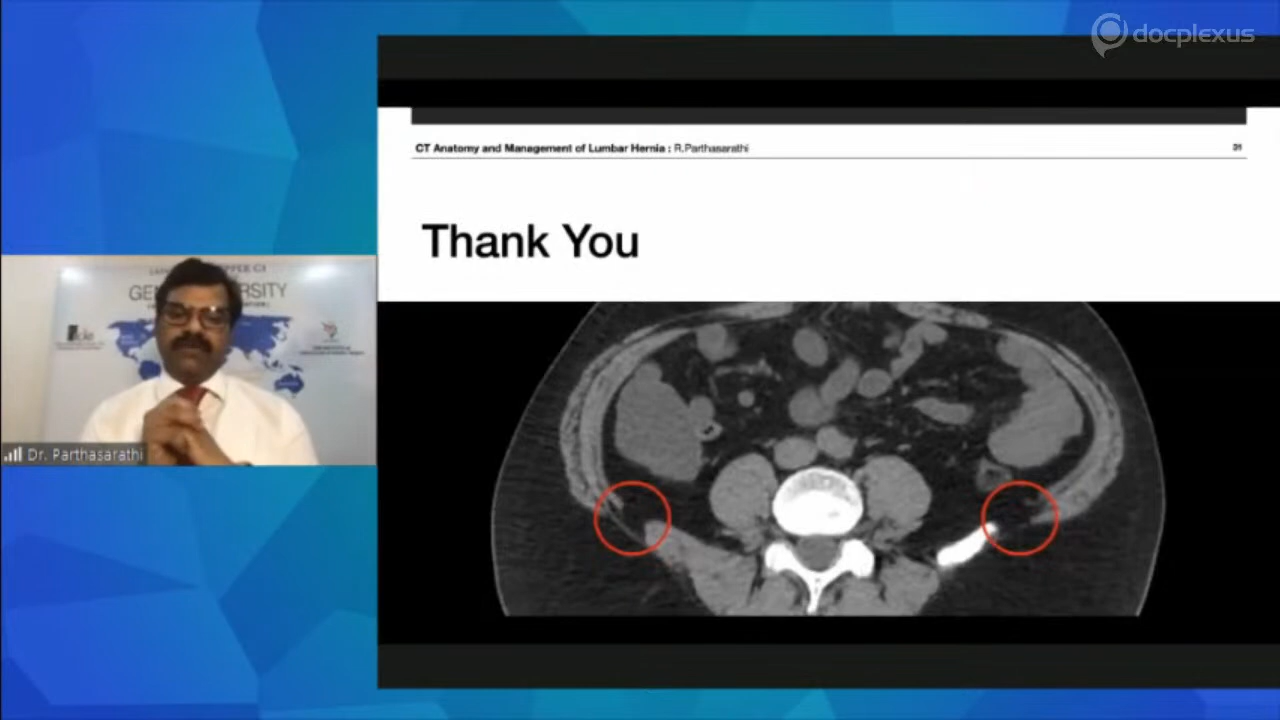 docplexus
CT Anatomy and Management of Lumbar Hernia : R.Parthasarathi
31
Thank You
Dr. Parthasarathi